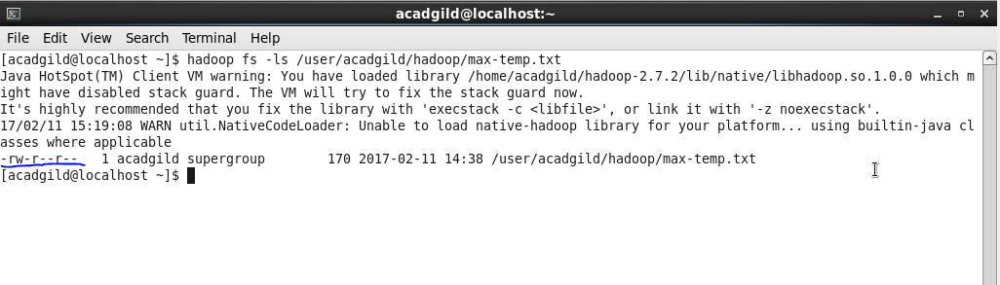 acadgild@localhost:~
File Edit View Search Terminal Help
[acadgild@localhost ~]$ hadoop fs -ls /user/acadgild/hadoop/max-temp.txt
Java HotSpot(TM) Client VM warning: You have loaded library /home/acadgild/hadoop-2.7.2/lib/native/libhadoop.so.1.0.0 which m
ight have disabled stack guard. The VM will try to fix the stack guard now.
It's highly recommended that you fix the library with 'execstack -c <libfile>', or link it with '-z noexecstack'.
17/02/11 15:19:08 WARN util.NativeCodeLoader: Unable to load native-hadoop library for your platform... using builtin-java cl
asses where applicable
-rw-r--r--   1 acadgild supergroup        170 2017-02-11 14:38 /user/acadgild/hadoop/max-temp.txt
[acadgild@localhost ~]$